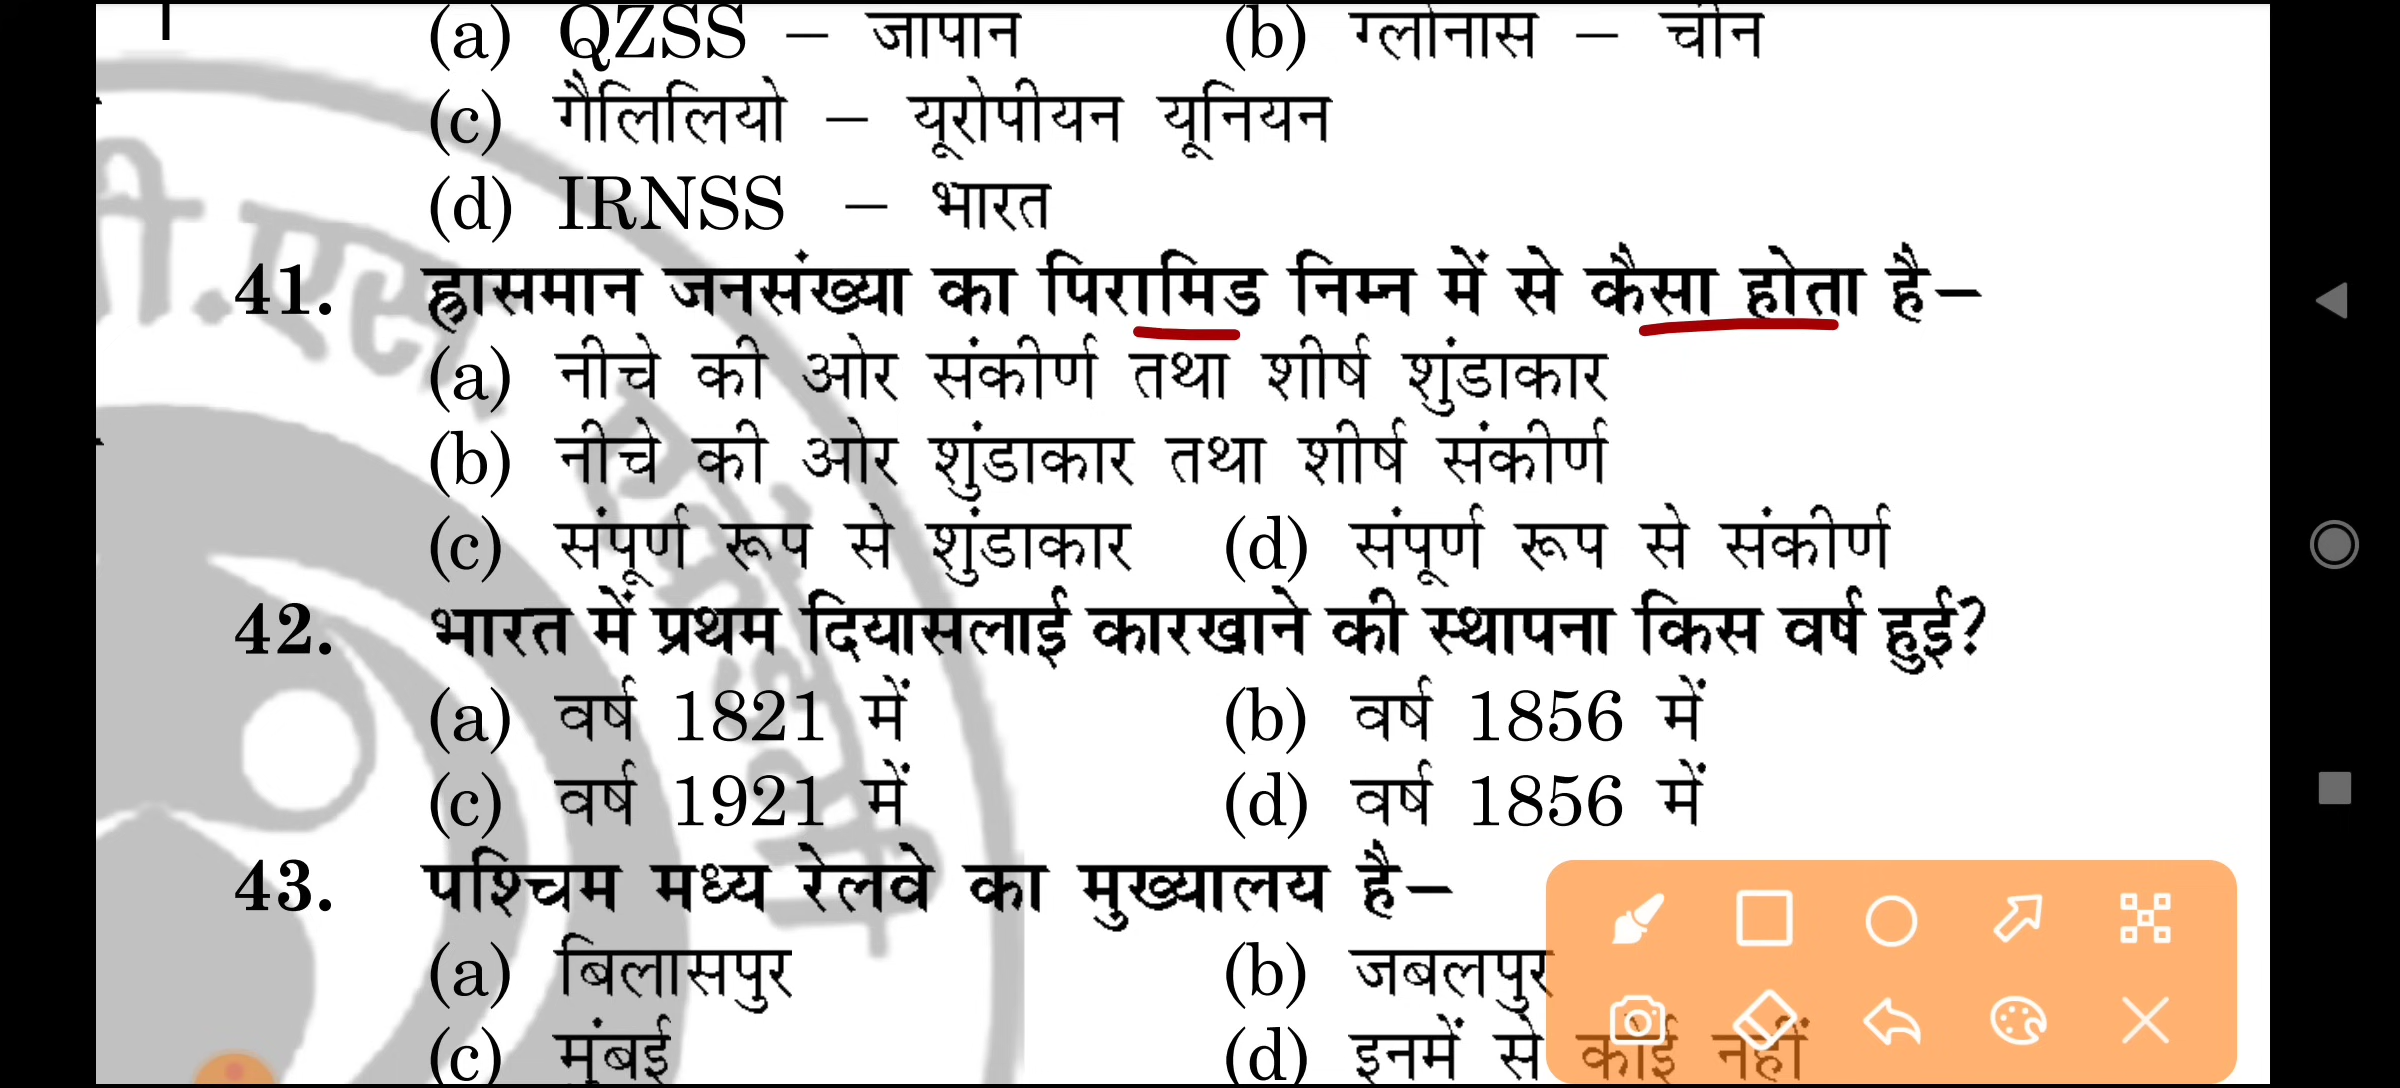 (a) QZSS – जापान (b) ग्लोनास – चीन
(c) गैलिलियो – यूरोपीयन यूनियन
(d) IRNSS – भारत
41. ह्रासमान जनसंख्या का पिरामिड निम्न में से कैसा होता है–
(a) नीचे की ओर संकीर्ण तथा शीर्ष शुंडाकार
(b) नीचे की ओर शुंडाकार तथा शीर्ष संकीर्ण
(c) संपूर्ण रूप से शुंडाकार (d) संपूर्ण रूप से संकीर्ण
42. भारत में प्रथम दियासलाई कारखाने की स्थापना किस वर्ष हुई?
(a) वर्ष 1821 में (b) वर्ष 1856 में
(c) वर्ष 1921 में (d) वर्ष 1856 में
43. पश्चिम मध्य रेलवे का मुख्यालय है–
(a) बिलासपुर (b) जबलपुर
(c) मुंबई (d) इनमें से कोई नहीं